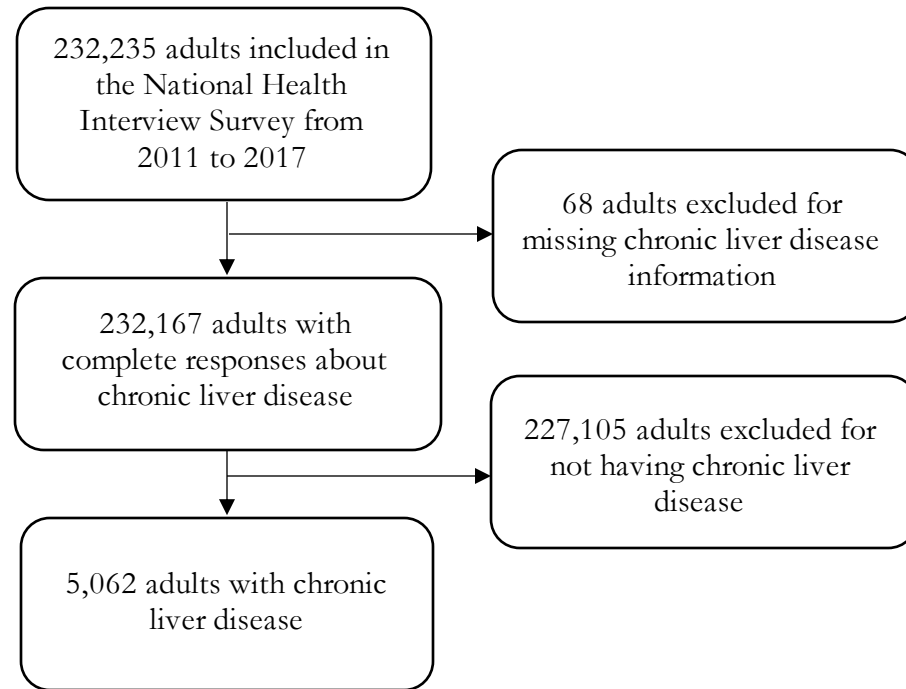 232,235 adults included in
the National Health
Interview Survey from
2011 to 2017
68 adults excluded for
missing chronic liver disease
information
232,167 adults with
complete responses about
chronic liver disease
227,105 adults excluded for
not having chronic liver
disease
5,062 adults with chronic
liver disease